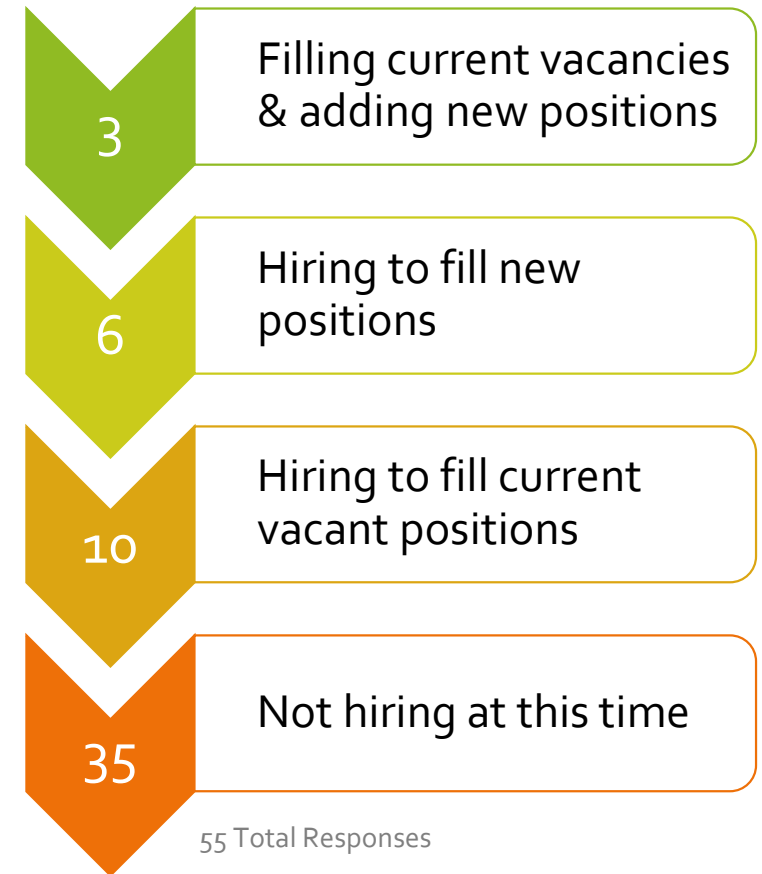 3
Filling current vacancies
& adding new positions
6
Hiring to fill new
positions
10
Hiring to fill current
vacant positions
35
Not hiring at this time
55 Total Responses